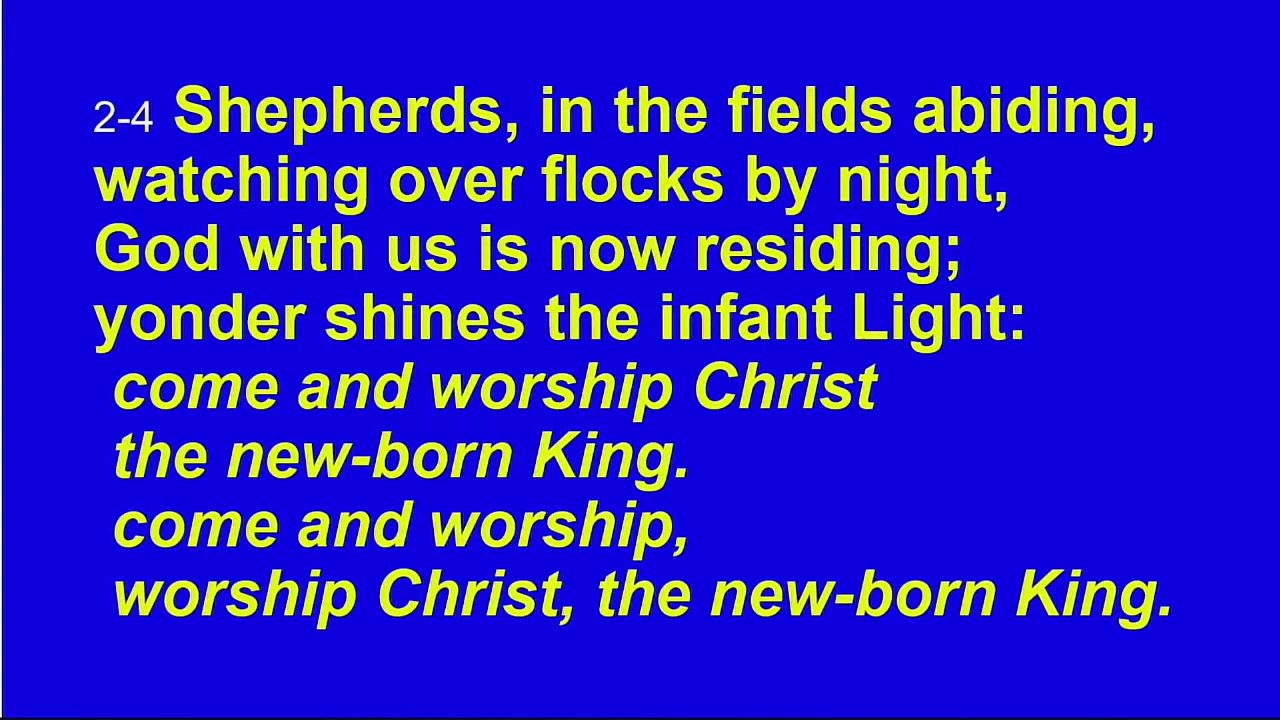 2-4 Shepherds, in the fields abiding,
watching over flocks by night,
God with us is now residing;
yonder shines the infant Light:
come and worship Christ
the new-born King.
come and worship,
worship Christ, the new-born King.